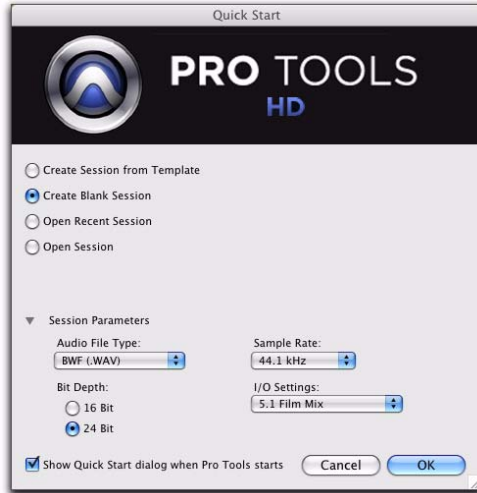 Quick Start
PRO TOOLS
HD
Create Session from Template
Create Blank Session
Open Recent Session
Open Session
Session Parameters
Audio File Type:
BWF (.WAV)
Sample Rate:
44.1 kHz
Bit Depth:
16 Bit
24 Bit
I/O Settings:
5.1 Film Mix
Show Quick Start dialog when Pro Tools starts
Cancel
OK